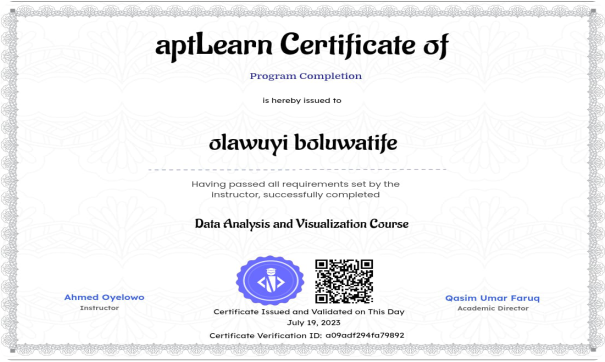 aptLearn Certificate of
Program Completion
is hereby issued to
olawuyi boluwatife
Having passed all requirements set by the
instructor, successfully completed
Data Analysis and Visualization Course
Ahmed Oyelowo
Instructor
Qasim Umar Faruq
Academic Director
Certificate Issued and Validated on This Day
July 19, 2023
Certificate Verification ID: a09adf294fa79892